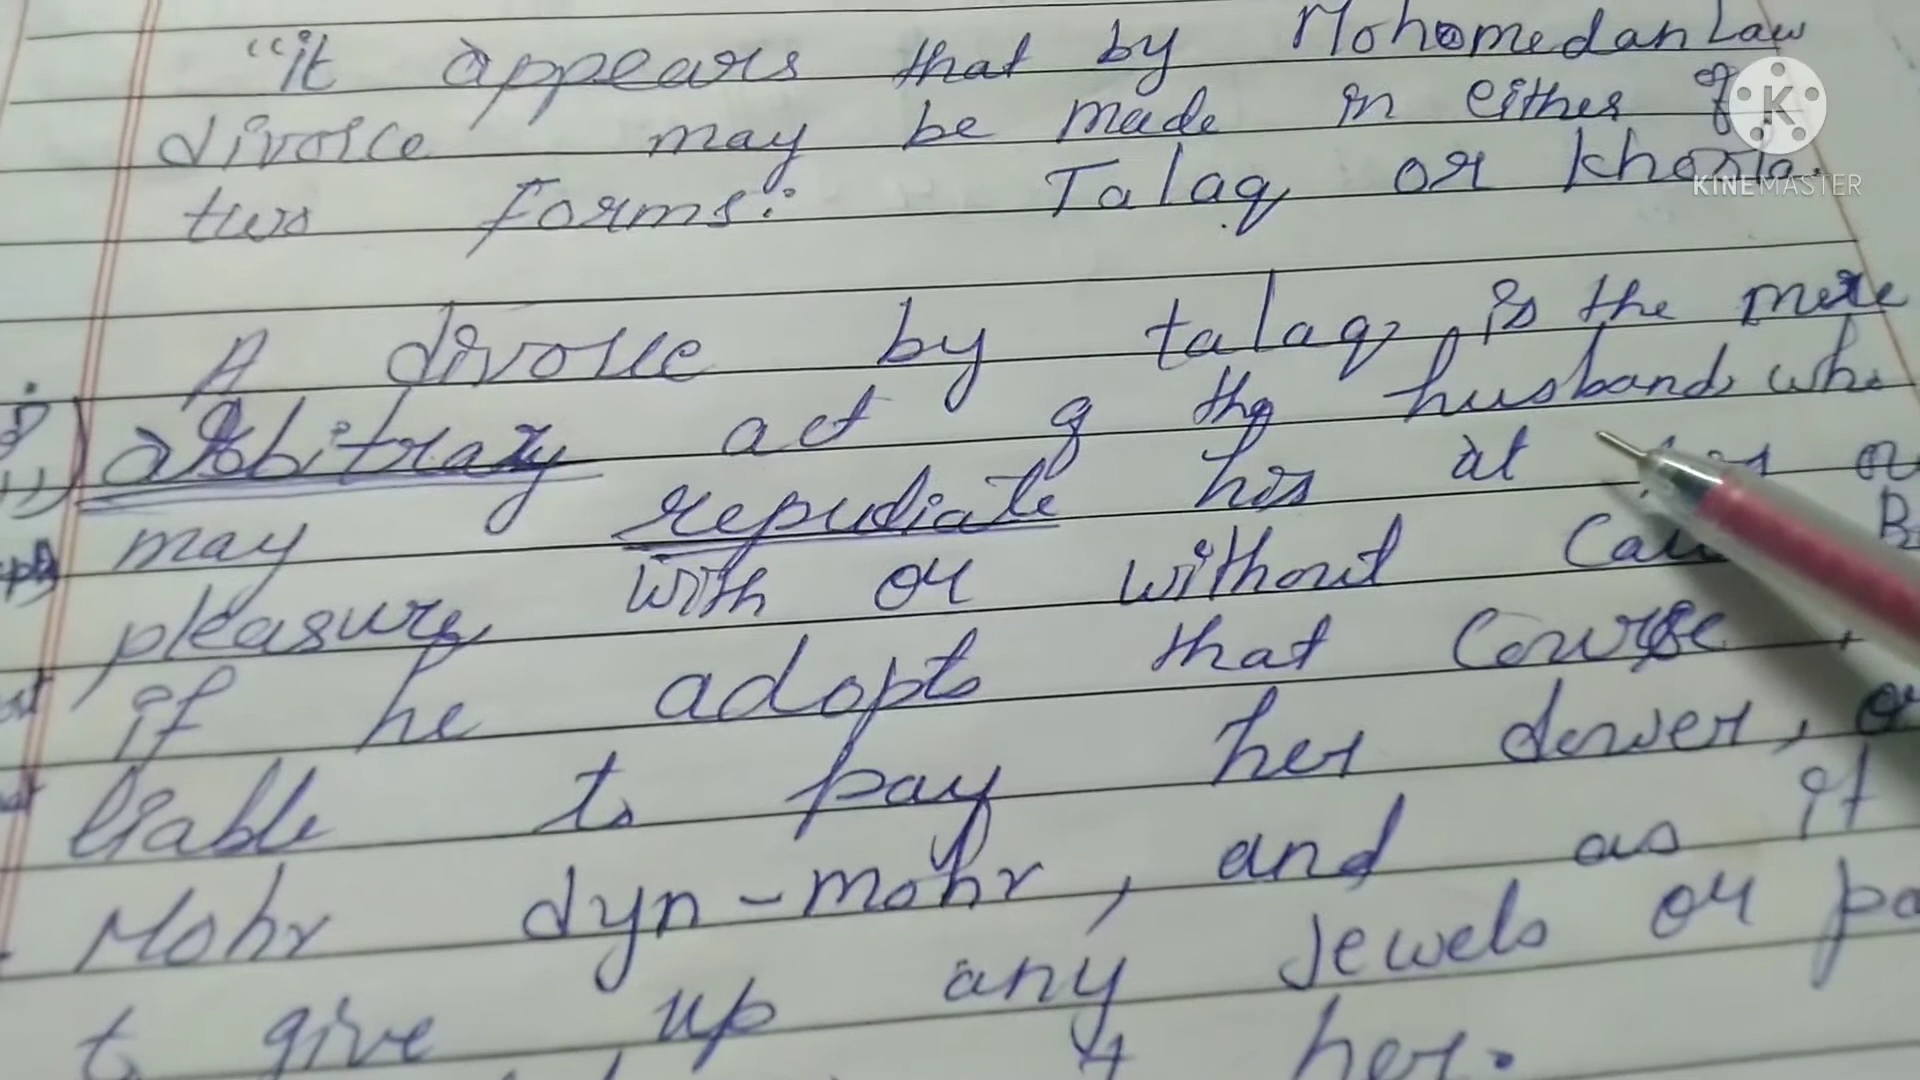 “it appears that by Mohomedan Law
divorce may be made in either of
two forms: Talaq or khoola.
A divorce by talaq, is the mere
arbitrary act of the husband, who
may repudiate his at
pleasure, with or without
if he adopts that course,
liable to pay her dower, or
Mohr dyn-mohr, and as it
to give up any jewels or
her.
KINEMASTER